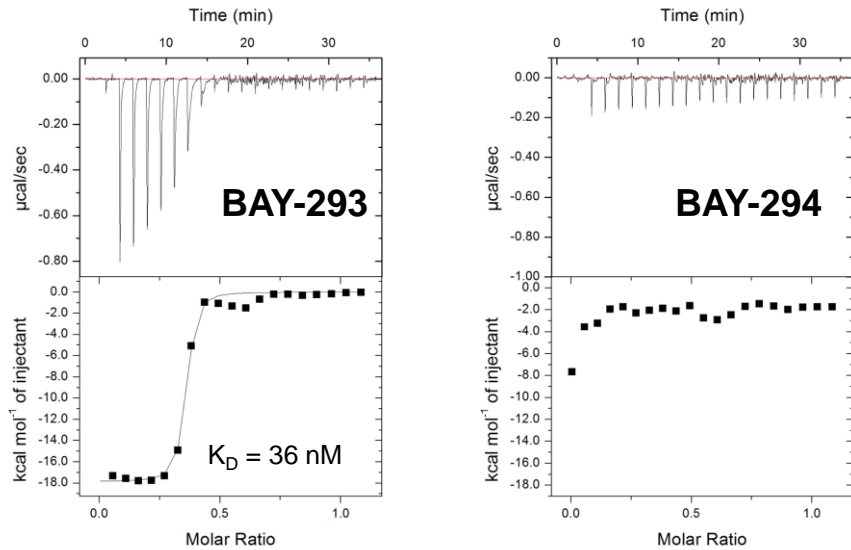 Time (min)
0 10 20 30
0.00
-0.20
-0.40
-0.60
-0.80
µcal/sec
BAY-293
0.0
-2.0
-4.0
-6.0
-8.0
-10.0
-12.0
-14.0
-16.0
-18.0
kcal mol⁻¹ of injectant
K_D = 36 nM
0.0 0.5 1.0
Molar Ratio
Time (min)
0 10 20 30
0.00
-0.20
-0.40
-0.60
-0.80
-1.00
µcal/sec
BAY-294
0.0
-2.0
-4.0
-6.0
-8.0
-10.0
-12.0
-14.0
-16.0
-18.0
kcal mol⁻¹ of injectant
0.0 0.5 1.0
Molar Ratio